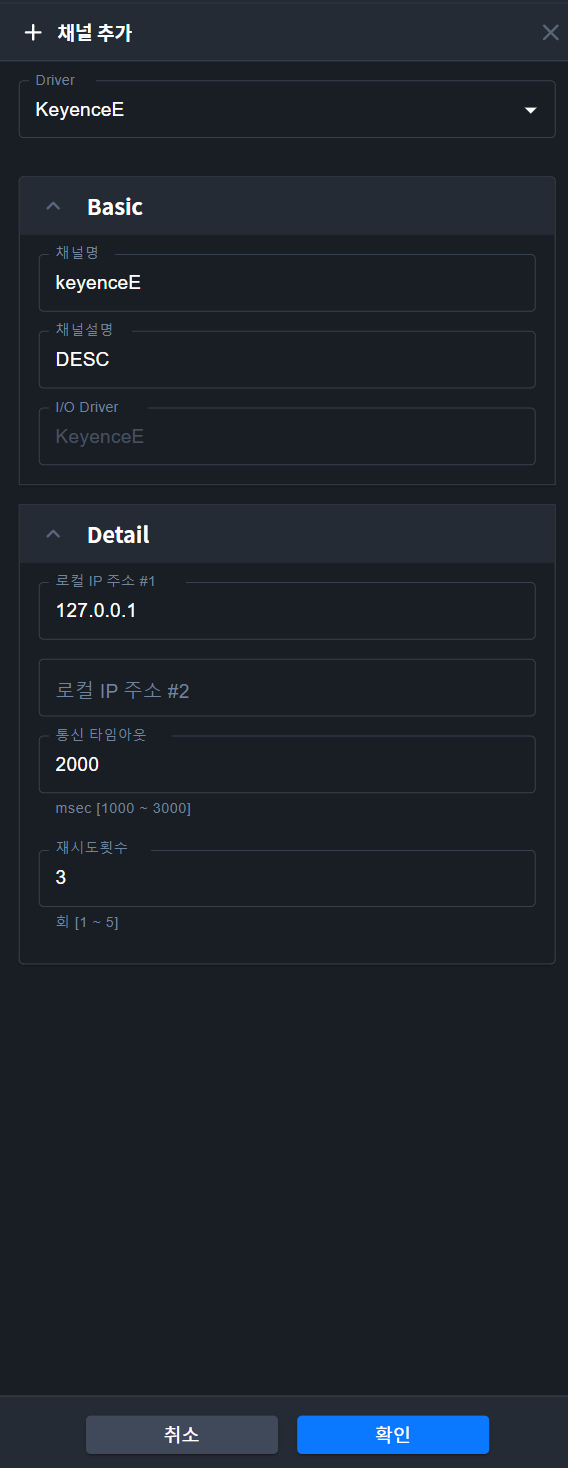 채널 추가
Driver
KeyenceE
Basic
채널명
keyenceE
채널설명
DESC
I/O Driver
KeyenceE
Detail
로컬 IP 주소 #1
127.0.0.1
로컬 IP 주소 #2
통신 타임아웃
2000
msec [1000 ~ 3000]
재시도횟수
3
회 [1 ~ 5]
취소 확인